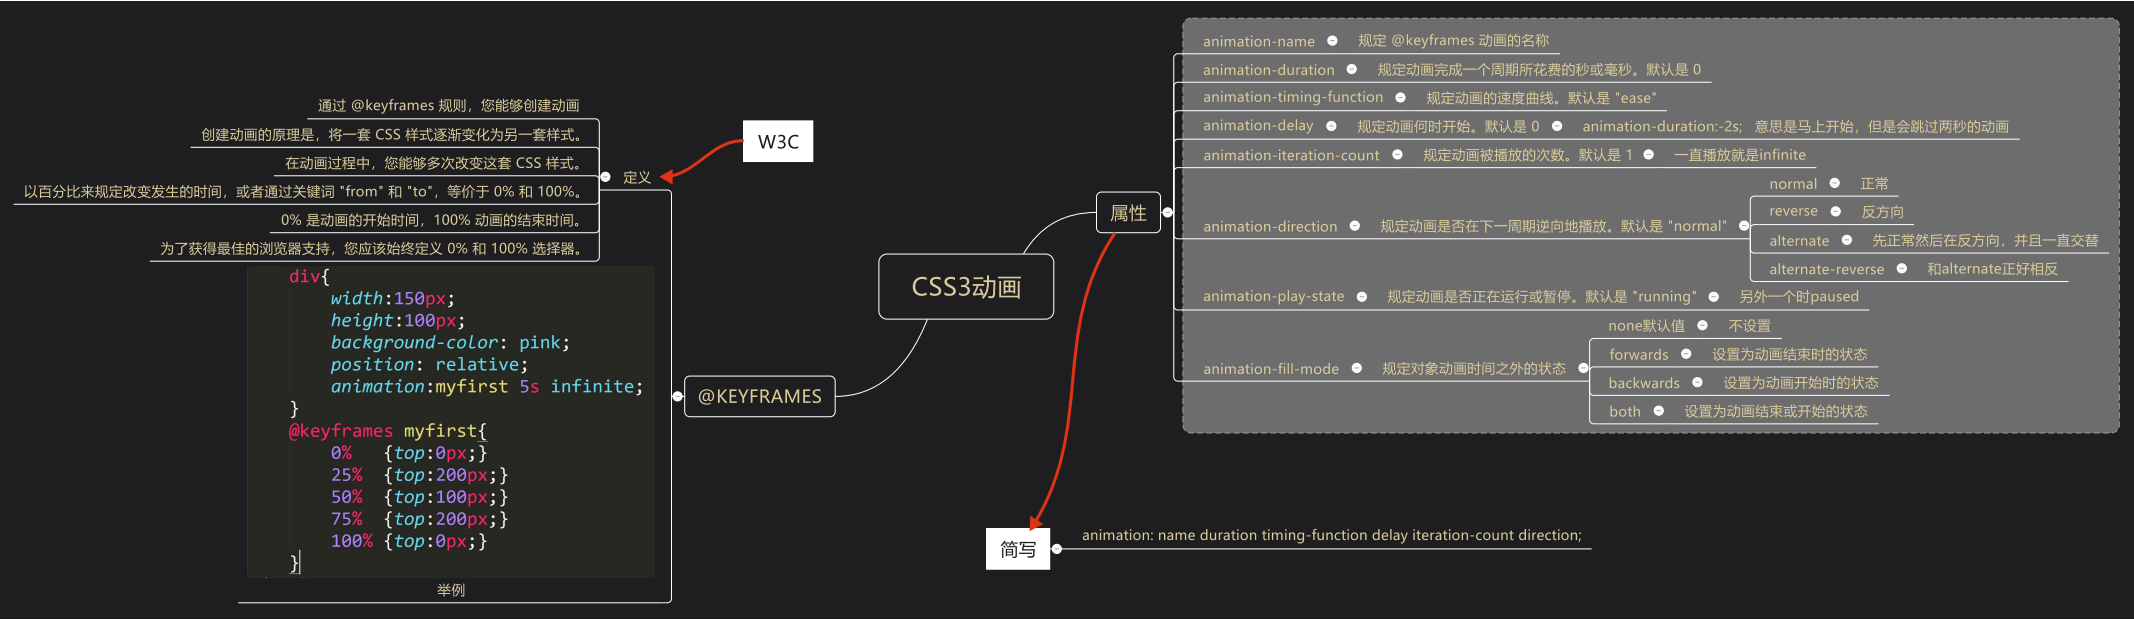 CSS3动画
属性
animation-name 规定 @keyframes 动画的名称
animation-duration 规定动画完成一个周期所花费的秒或毫秒。默认是 0
animation-timing-function 规定动画的速度曲线。默认是 "ease"
animation-delay 规定动画何时开始。默认是 0 animation-duration:-2s; 意思是马上开始，但是会跳过两秒的动画
animation-iteration-count 规定动画被播放的次数。默认是 1 一直播放就是infinite
animation-direction 规定动画是否在下一周期逆向地播放。默认是 "normal"
normal 正常
reverse 反方向
alternate 先正常然后在反方向，并且一直交替
alternate-reverse 和alternate正好相反
animation-play-state 规定动画是否正在运行或暂停。默认是 "running" 另外一个时paused
animation-fill-mode 规定对象动画时间之外的状态
none默认值 不设置
forwards 设置为动画结束时的状态
backwards 设置为动画开始时的状态
both 设置为动画结束或开始的状态
简写
animation: name duration timing-function delay iteration-count direction;
@KEYFRAMES
W3C
定义
通过 @keyframes 规则，您能够创建动画
创建动画的原理是，将一套 CSS 样式逐渐变化为另一套样式。
在动画过程中，您能够多次改变这套 CSS 样式。
以百分比来规定改变发生的时间，或者通过关键词 "from" 和 "to"，等价于 0% 和 100%。
0% 是动画的开始时间，100% 动画的结束时间。
为了获得最佳的浏览器支持，您应该始终定义 0% 和 100% 选择器。
div{
width:150px;
height:100px;
background-color: pink;
position: relative;
animation:myfirst 5s infinite;
}
@keyframes myfirst{
0% {top:0px;}
25% {top:200px;}
50% {top:100px;}
75% {top:200px;}
100% {top:0px;}
}
举例